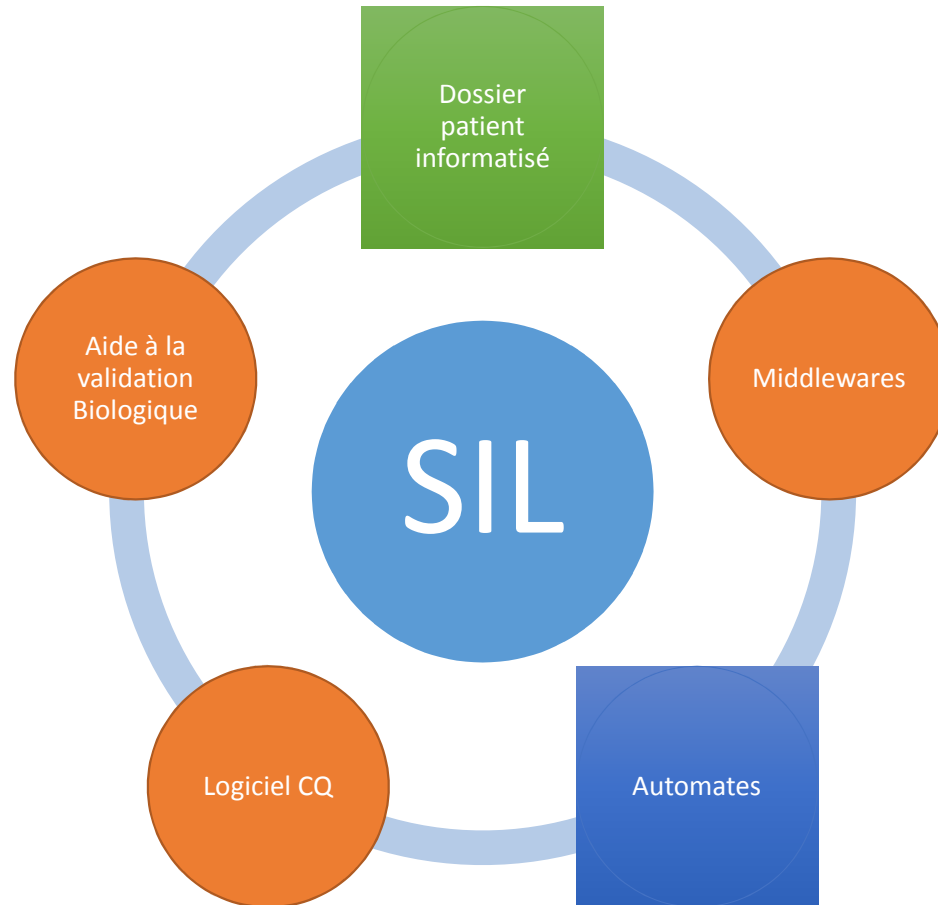 Dossier
patient
informatisé
Aide à la
validation
Biologique
Middlewares
SIL
Logiciel CQ
Automates